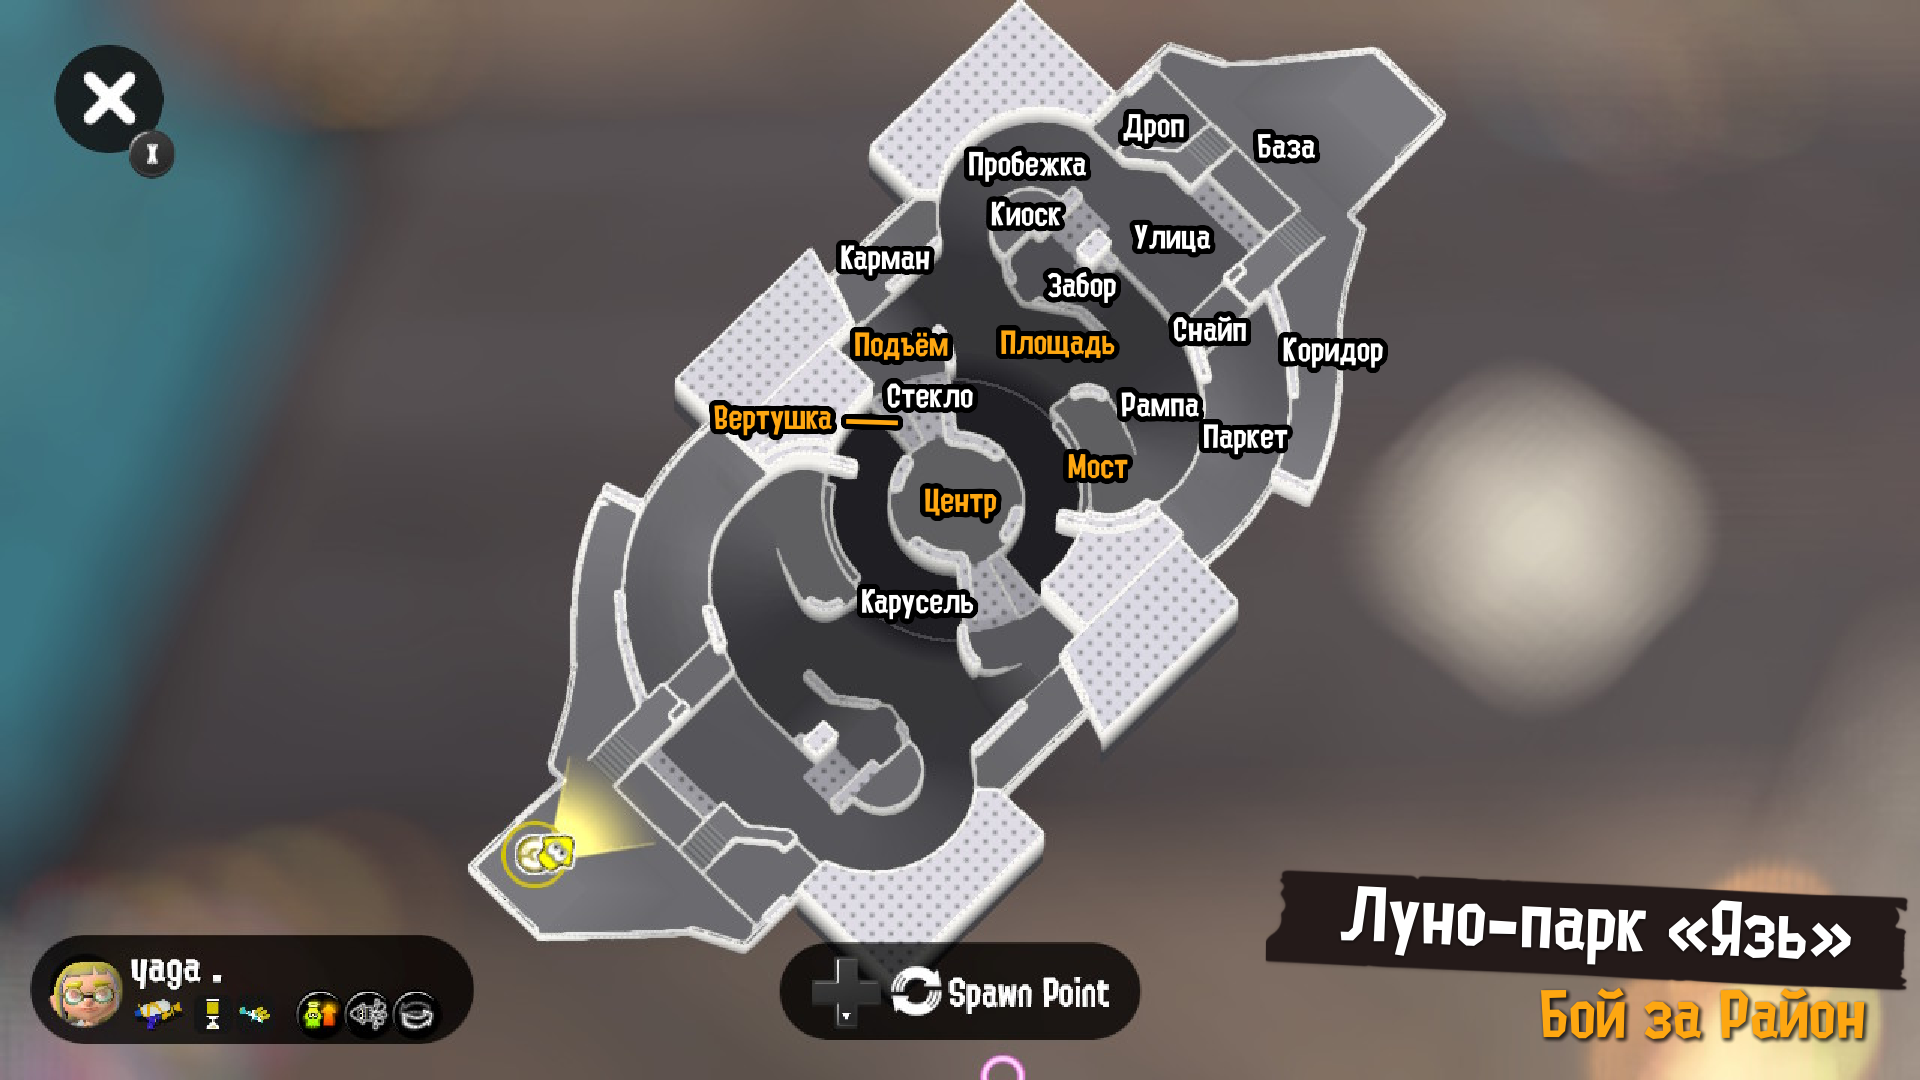 X
Дроп
База
Пробежка
Киоск
Улица
Карман
Забор
Снайп
Подъём
Площадь
Коридор
Стекло
Рампа
Вертушка
Паркет
Мост
Центр
Карусель
Луно-парк «Язь»
Бой за Район
yaga .
Spawn Point